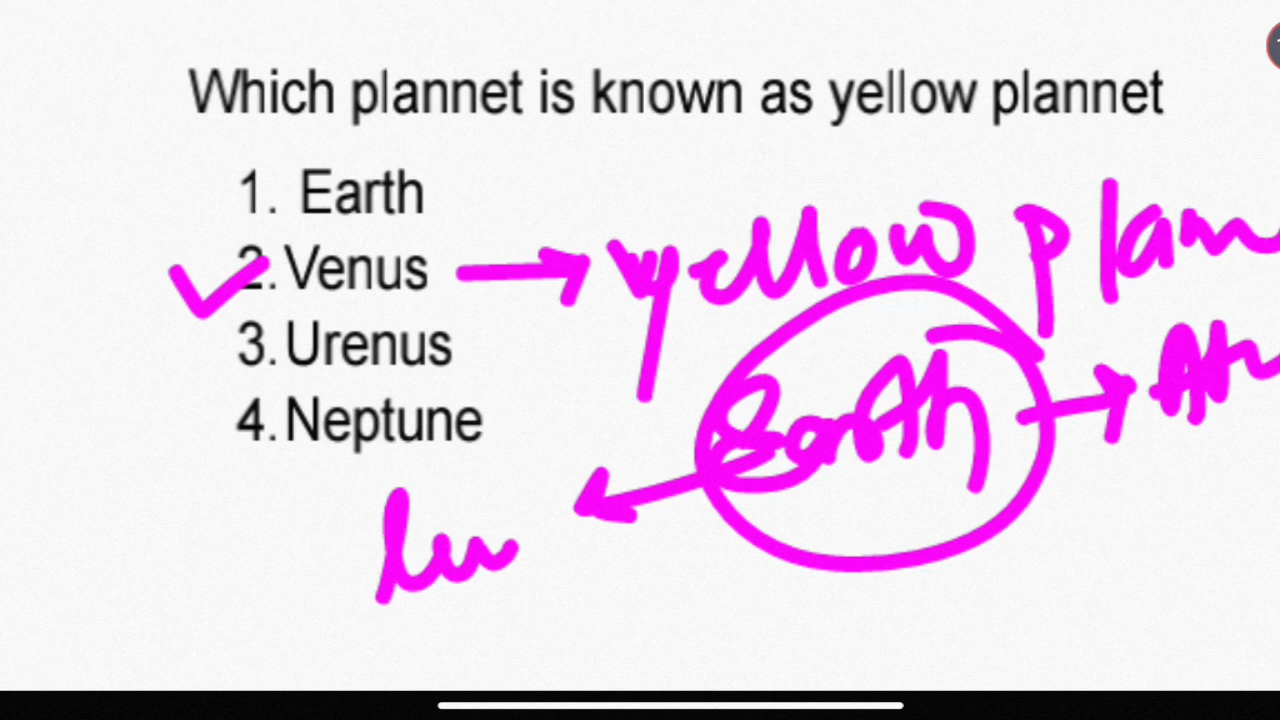 Which plannet is known as yellow plannet
1. Earth
2. Venus → yellow plan
3. Urenus
Earth →
4. Neptune